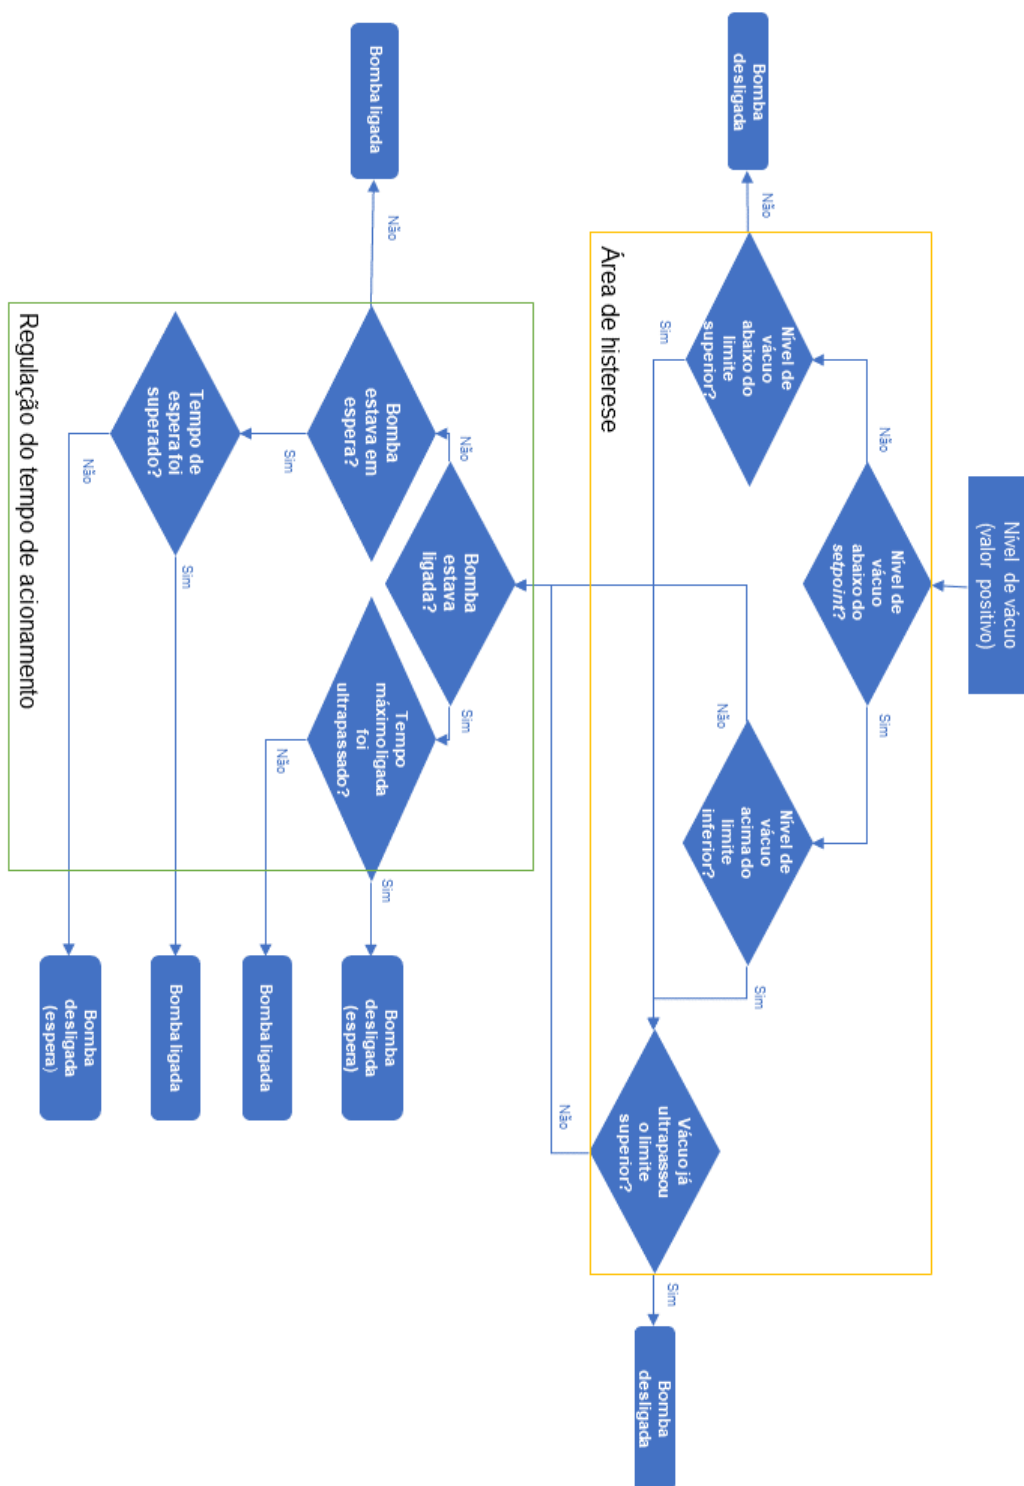 Nível de vácuo
(valor positivo)
Nível de
vácuo
abaixo do
setpoint?
Não
Sim
Nível de
vácuo
abaixo do
limite
superior?
Não
Bomba
desligada
Sim
Nível de
vácuo
acima do
limite
inferior?
Não
Sim
Vácuo já
ultrapassou
o limite
superior?
Sim
Bomba
desligada
Não
Área de histerese
Bomba
estava
ligada?
Não
Sim
Bomba
estava em
espera?
Não
Bomba ligada
Sim
Tempo
máximo ligada
foi
ultrapassado?
Sim
Bomba
desligada
(espera)
Não
Bomba ligada
Tempo de
espera foi
superado?
Sim
Bomba ligada
Não
Bomba
desligada
(espera)
Regulação do tempo de acionamento